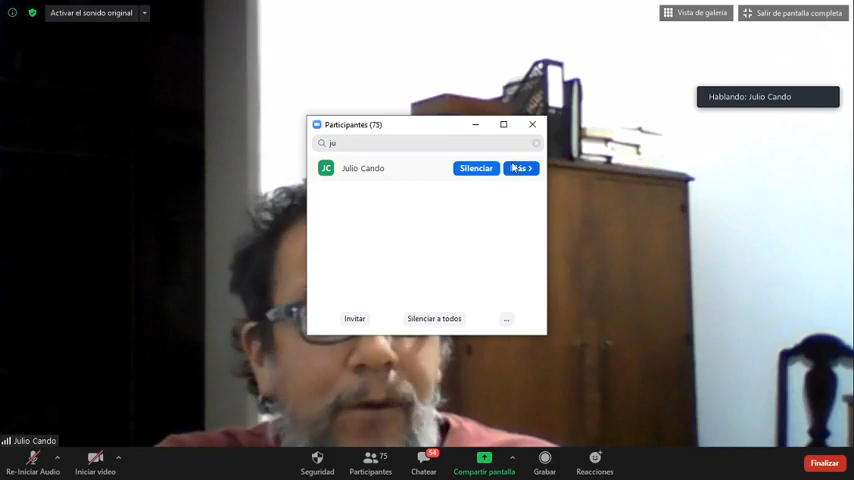 Activar el sonido original
Vista de galería
Salir de pantalla completa
Hablando: Julio Cando
Participantes (75)
ju
JC
Julio Cando
Silenciar
Más >
Invitar
Silenciar a todos
...
Julio Cando
75
54
Re-Iniciar Audio
Iniciar video
Seguridad
Participantes
Chatear
Compartir pantalla
Grabar
Reacciones
Finalizar